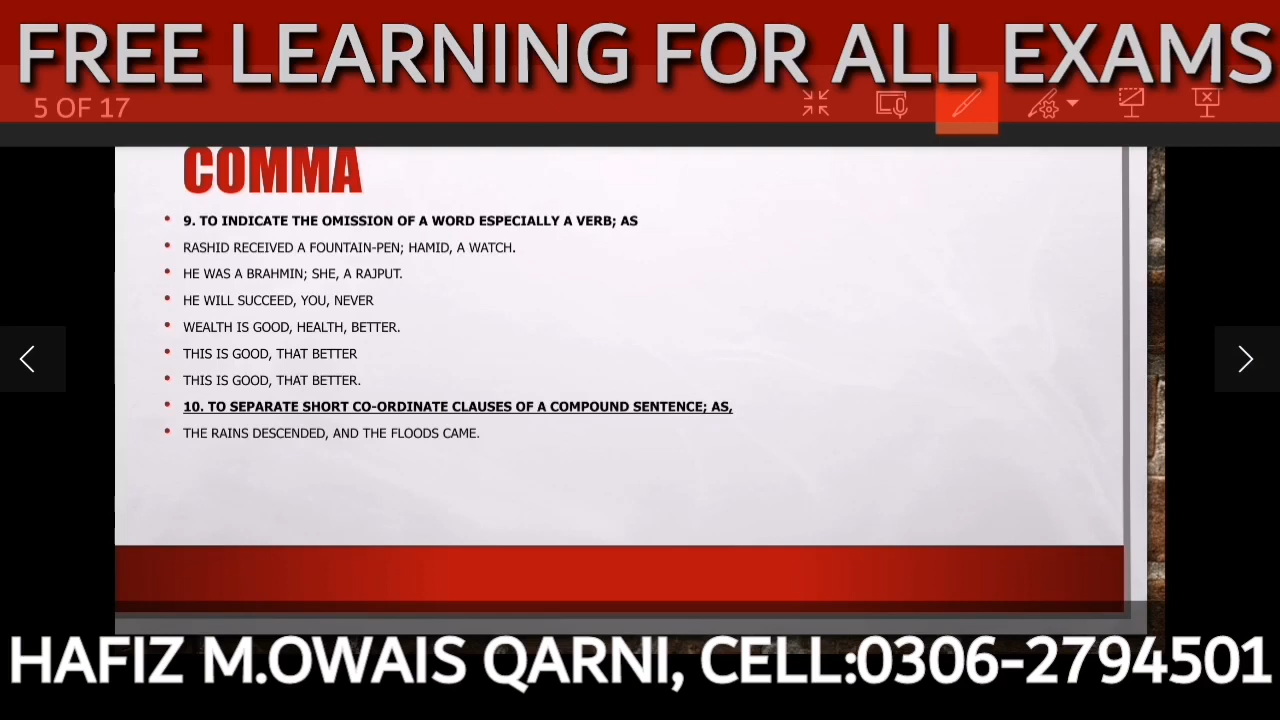 FREE LEARNING FOR ALL EXAMS
5 OF 17
COMMA
9. TO INDICATE THE OMISSION OF A WORD ESPECIALLY A VERB; AS
RASHID RECEIVED A FOUNTAIN-PEN; HAMID, A WATCH.
HE WAS A BRAHMIN; SHE, A RAJPUT.
HE WILL SUCCEED, YOU, NEVER
WEALTH IS GOOD, HEALTH, BETTER.
THIS IS GOOD, THAT BETTER
THIS IS GOOD, THAT BETTER.
10. TO SEPARATE SHORT CO-ORDINATE CLAUSES OF A COMPOUND SENTENCE; AS,
THE RAINS DESCENDED, AND THE FLOODS CAME.
HAFIZ M.OWAIS QARNI, CELL:0306-2794501